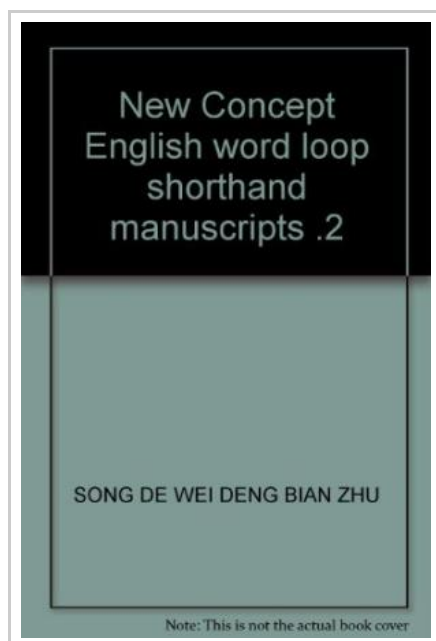 New Concept
English word loop
shorthand
manuscripts .2
SONG DE WEI DENG BIAN ZHU
Note: This is not the actual book cover